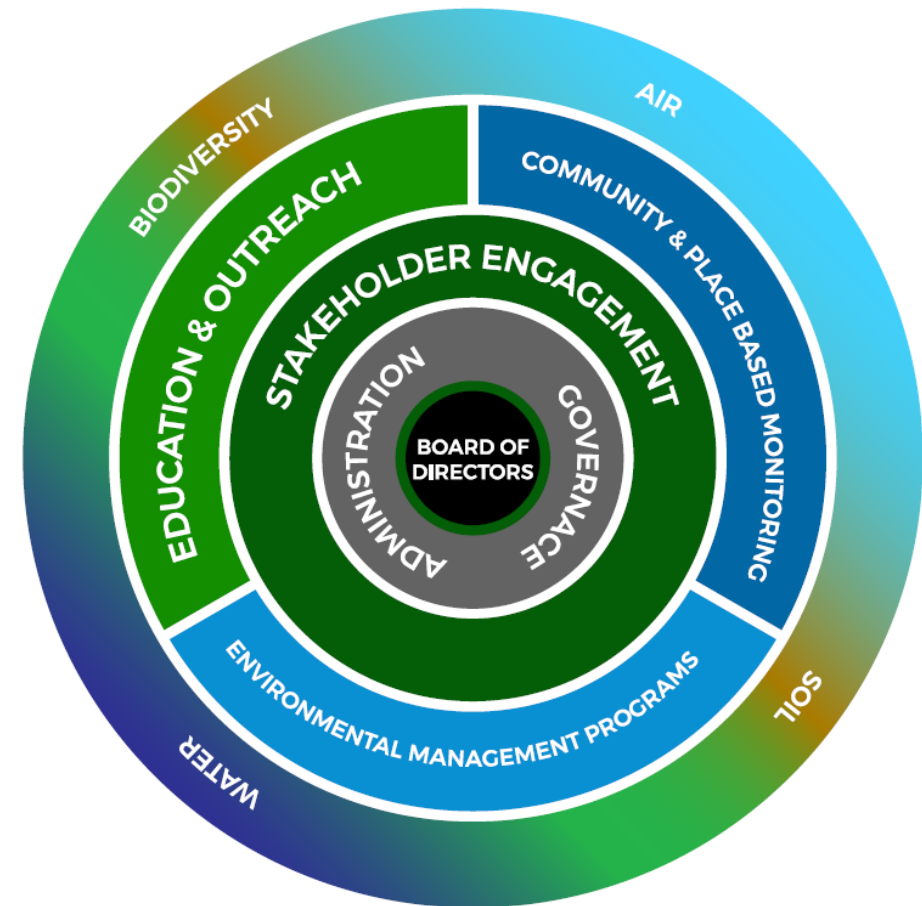 BIODIVERSITY
AIR
SOIL
WATER
EDUCATION & OUTREACH
COMMUNITY & PLACE BASED MONITORING
ENVIRONMENTAL MANAGEMENT PROGRAMS
STAKEHOLDER ENGAGEMENT
ADMINISTRATION
GOVERNACE
BOARD OF
DIRECTORS